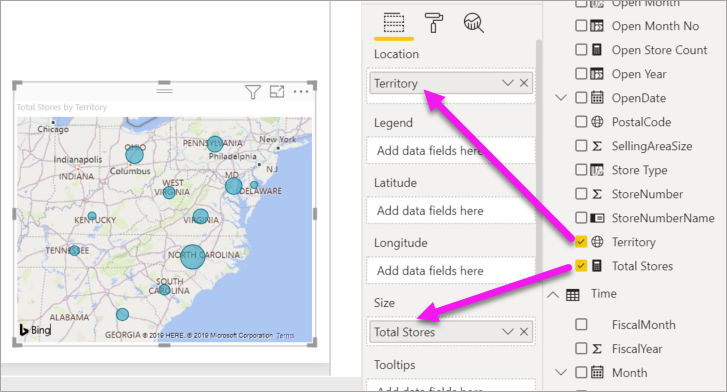 Total Stores by Territory
Chicago
OHIO
PENNSYLVANIA
New York
Indianapolis
INDIANA
Columbus
Philadelphia
N.J.
MD
WEST
VIRGINIA
DELAWARE
KENTUCKY
VIRGINIA
TENNESSEE
NORTH CAROLINA
SOUTH
CAROLINA
ALABAMA
GEORGIA
Bing
© 2019 HERE, © 2019 Microsoft Corporation Terms
Location
Territory
Legend
Add data fields here
Latitude
Add data fields here
Longitude
Add data fields here
Size
Total Stores
Tooltips
Open Month
Open Month No
Open Store Count
Open Year
OpenDate
PostalCode
SellingAreaSize
Store Type
StoreNumber
StoreNumberName
Territory
Total Stores
Time
FiscalMonth
FiscalYear
Month